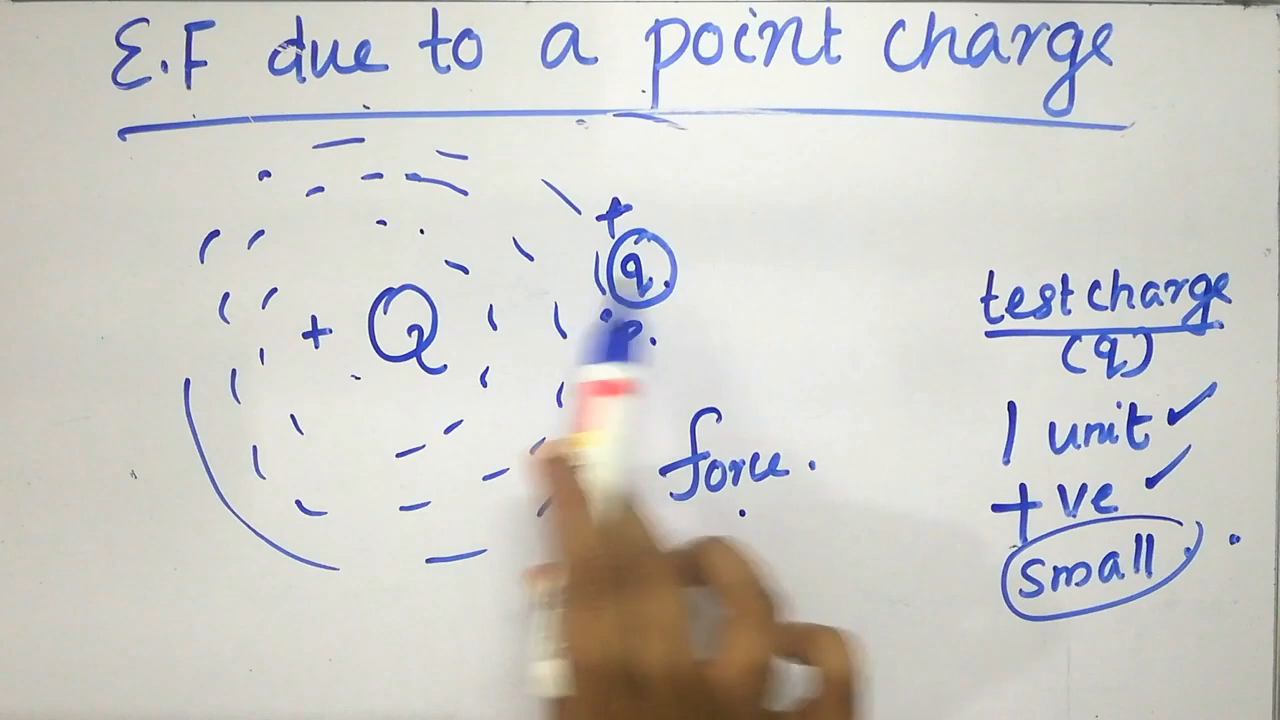 E.F due to a point charge
+
q.
+ Q
P.
force.
test charge
(q)
1 unit ✓
+ve ✓
small